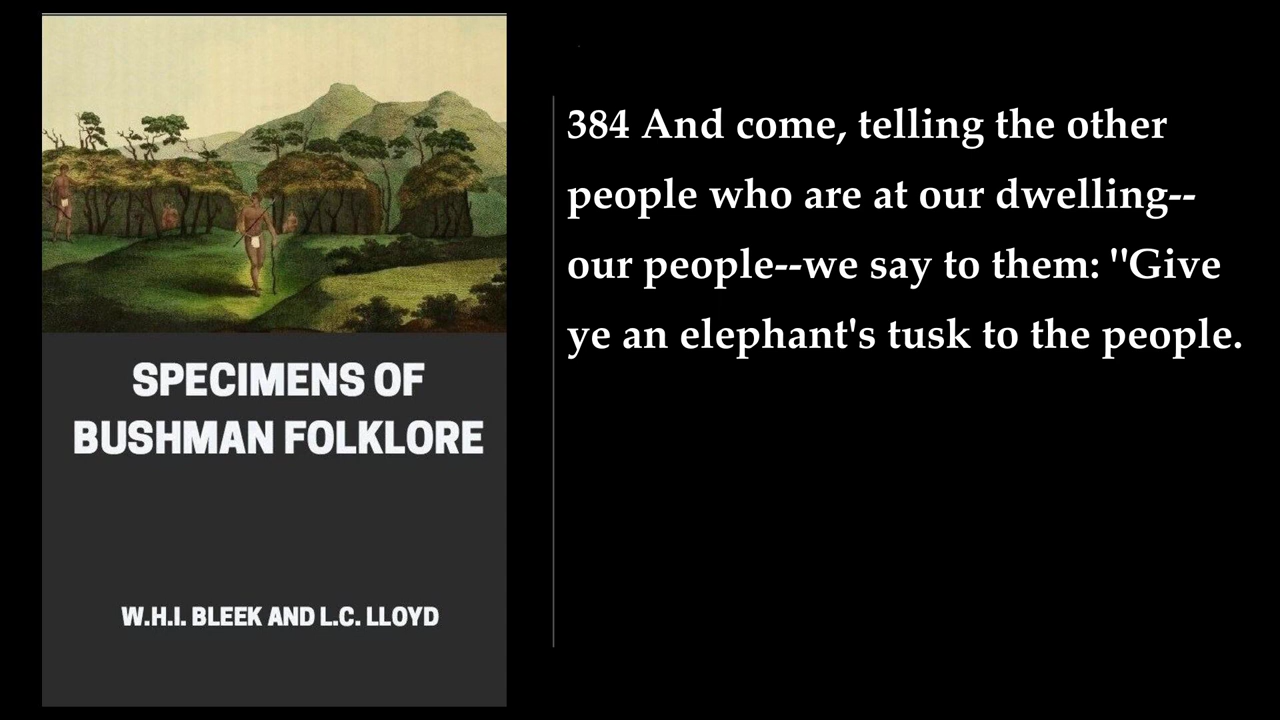 SPECIMENS OF
BUSHMAN FOLKLORE
W.H.I. BLEEK AND L.C. LLOYD
384 And come, telling the other
people who are at our dwelling--
our people--we say to them: "Give
ye an elephant's tusk to the people.